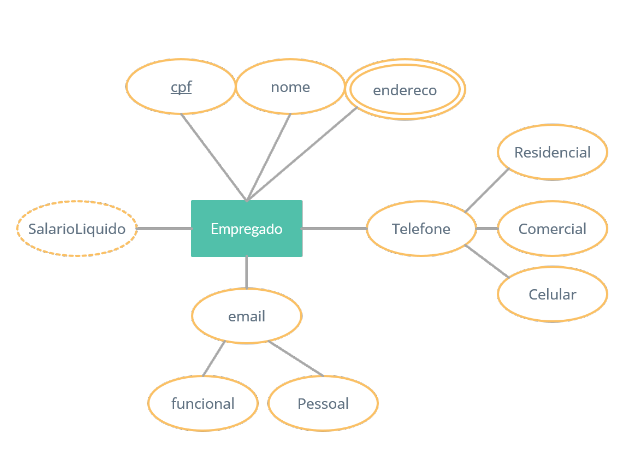 cpf
nome
endereco
Residencial
SalarioLiquido
Empregado
Telefone
Comercial
Celular
email
funcional
Pessoal